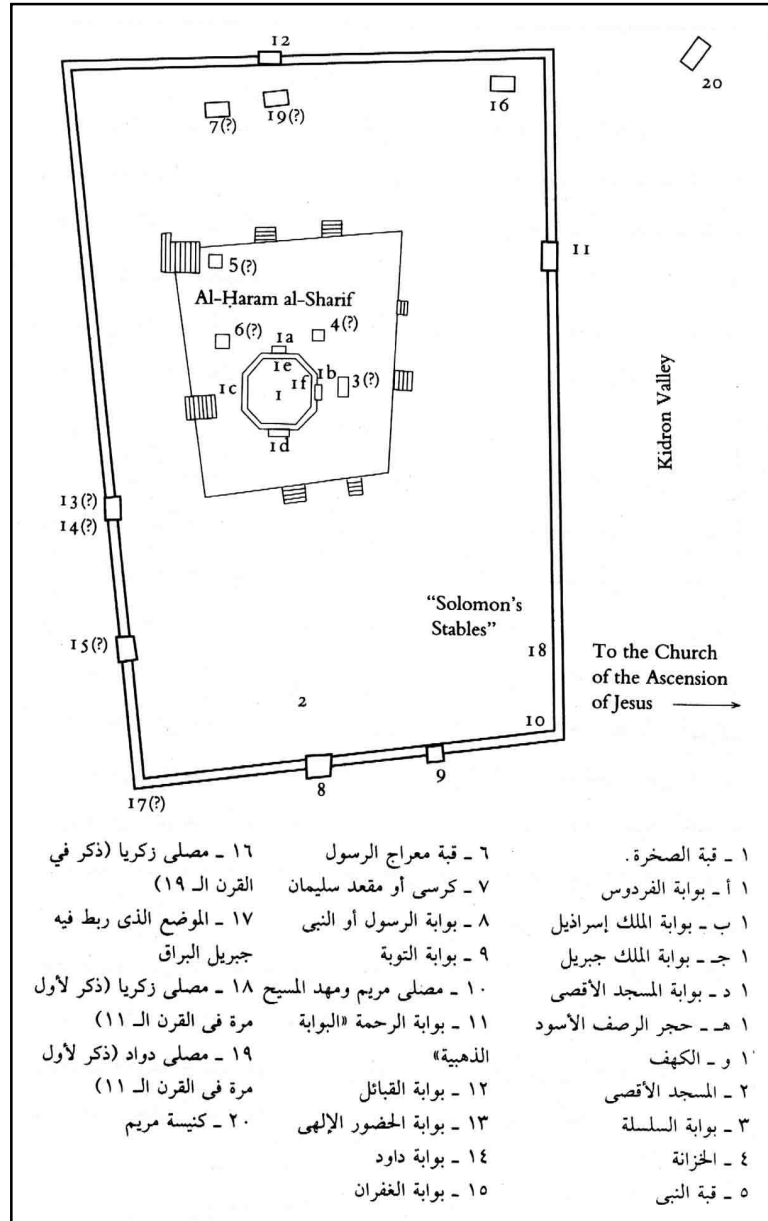 12
20
7(?)
19(?)
16
11
5(?)
Al-Ḥaram al-Sharif
6(?)
1a
4(?)
1e
1b
1c
1f
3(?)
1
1d
Kidron Valley
13(?)
14(?)
"Solomon's
Stables"
15(?)
18
To the Church
of the Ascension
of Jesus
2
10
9
8
17(?)
١ ـ قبة الصخرة.
١ أ ـ بوابة الفردوس
١ ب ـ بوابة الملك إسراذيل
١ جـ ـ بوابة الملك جبريل
١ د ـ بوابة المسجد الأقصى
١ هـ ـ حجر الرصف الأسود
١ و ـ الكهف
٢ ـ المسجد الأقصى
٣ ـ بوابة السلسلة
٤ ـ الخزانة
٥ ـ قبة النبى
٦ ـ قبة معراج الرسول
٧ ـ كرسى أو مقعد سليمان
٨ ـ بوابة الرسول أو النبى
٩ ـ بوابة التوبة
١٠ ـ مصلى مريم ومهد المسيح
١١ ـ بوابة الرحمة «البوابة
الذهبية»
١٢ ـ بوابة القبائل
١٣ ـ بوابة الحضور الإلهى
١٤ ـ بوابة داود
١٥ ـ بوابة الغفران
١٦ ـ مصلى زكريا (ذكر في
القرن الـ ١٩)
١٧ ـ الموضع الذى ربط فيه
جبريل البراق
١٨ ـ مصلى زكريا (ذكر لأول
مرة فى القرن الـ ١١)
١٩ ـ مصلى دواد (ذكر لأول
مرة فى القرن الـ ١١)
٢٠ ـ كنيسة مريم